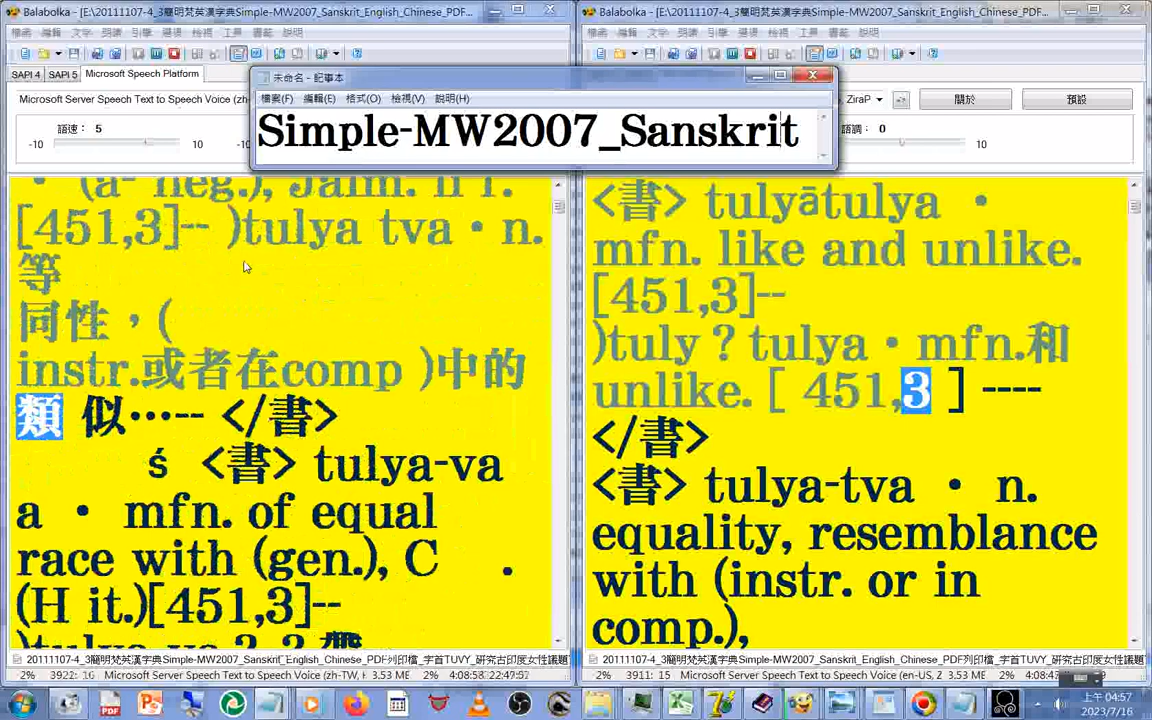 Balabolka - [E:\20111107-4_3簡明梵英漢字典Simple-MW2007_Sanskrit_English_Chinese_PDF...
Balabolka - [E:\20111107-4_3簡明梵英漢字典Simple-MW2007_Sanskrit_English_Chinese_PDF...
SAPI 4 SAPI 5 Microsoft Speech Platform
未命名 - 記事本
檔案(F) 編輯(E) 格式(O) 檢視(V) 說明(H)
Simple-MW2007_Sanskrit
Microsoft Server Speech Text to Speech Voice (zh-
語速： 5
-10 10 -10
ZiraP 關於 預設
語調： 0
10
[451,3]-- )tulya tva • n.
等
同性，(
instr.或者在comp )中的
類 似…-- </書>
ś <書> tulya-va
a • mfn. of equal
race with (gen.), C .
(H it.)[451,3]--
<書> tulyātulya •
mfn. like and unlike.
[451,3]--
)tuly ? tulya • mfn.和
unlike. [ 451,3 ] ----
</書>
<書> tulya-tva • n.
equality, resemblance
with (instr. or in
comp.),
20111107-4_3簡明梵英漢字典Simple-MW2007_Sanskrit_English_Chinese_PDF列印檔_字首TUVY_研究古印度女性議題
20111107-4_3簡明梵英漢字典Simple-MW2007_Sanskrit_English_Chinese_PDF列印檔_字首TUVY_研究古印度女性議題
2% 3922: 16 Microsoft Server Speech Text to Speech Voice (zh-TW, H 3.53 MB 2% 4:08:58/22:49:52
2% 3911: 15 Microsoft Server Speech Text to Speech Voice (en-US, Z 3.53 MB 2%
上午 04:57
2023/7/16